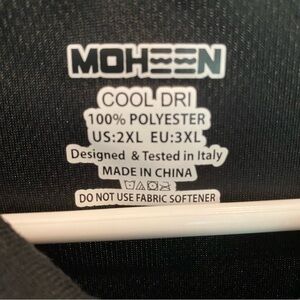 MOHEEN
COOL DRI
100% POLYESTER
US:2XL EU:3XL
Designed & Tested in Italy
MADE IN CHINA
DO NOT USE FABRIC SOFTENER